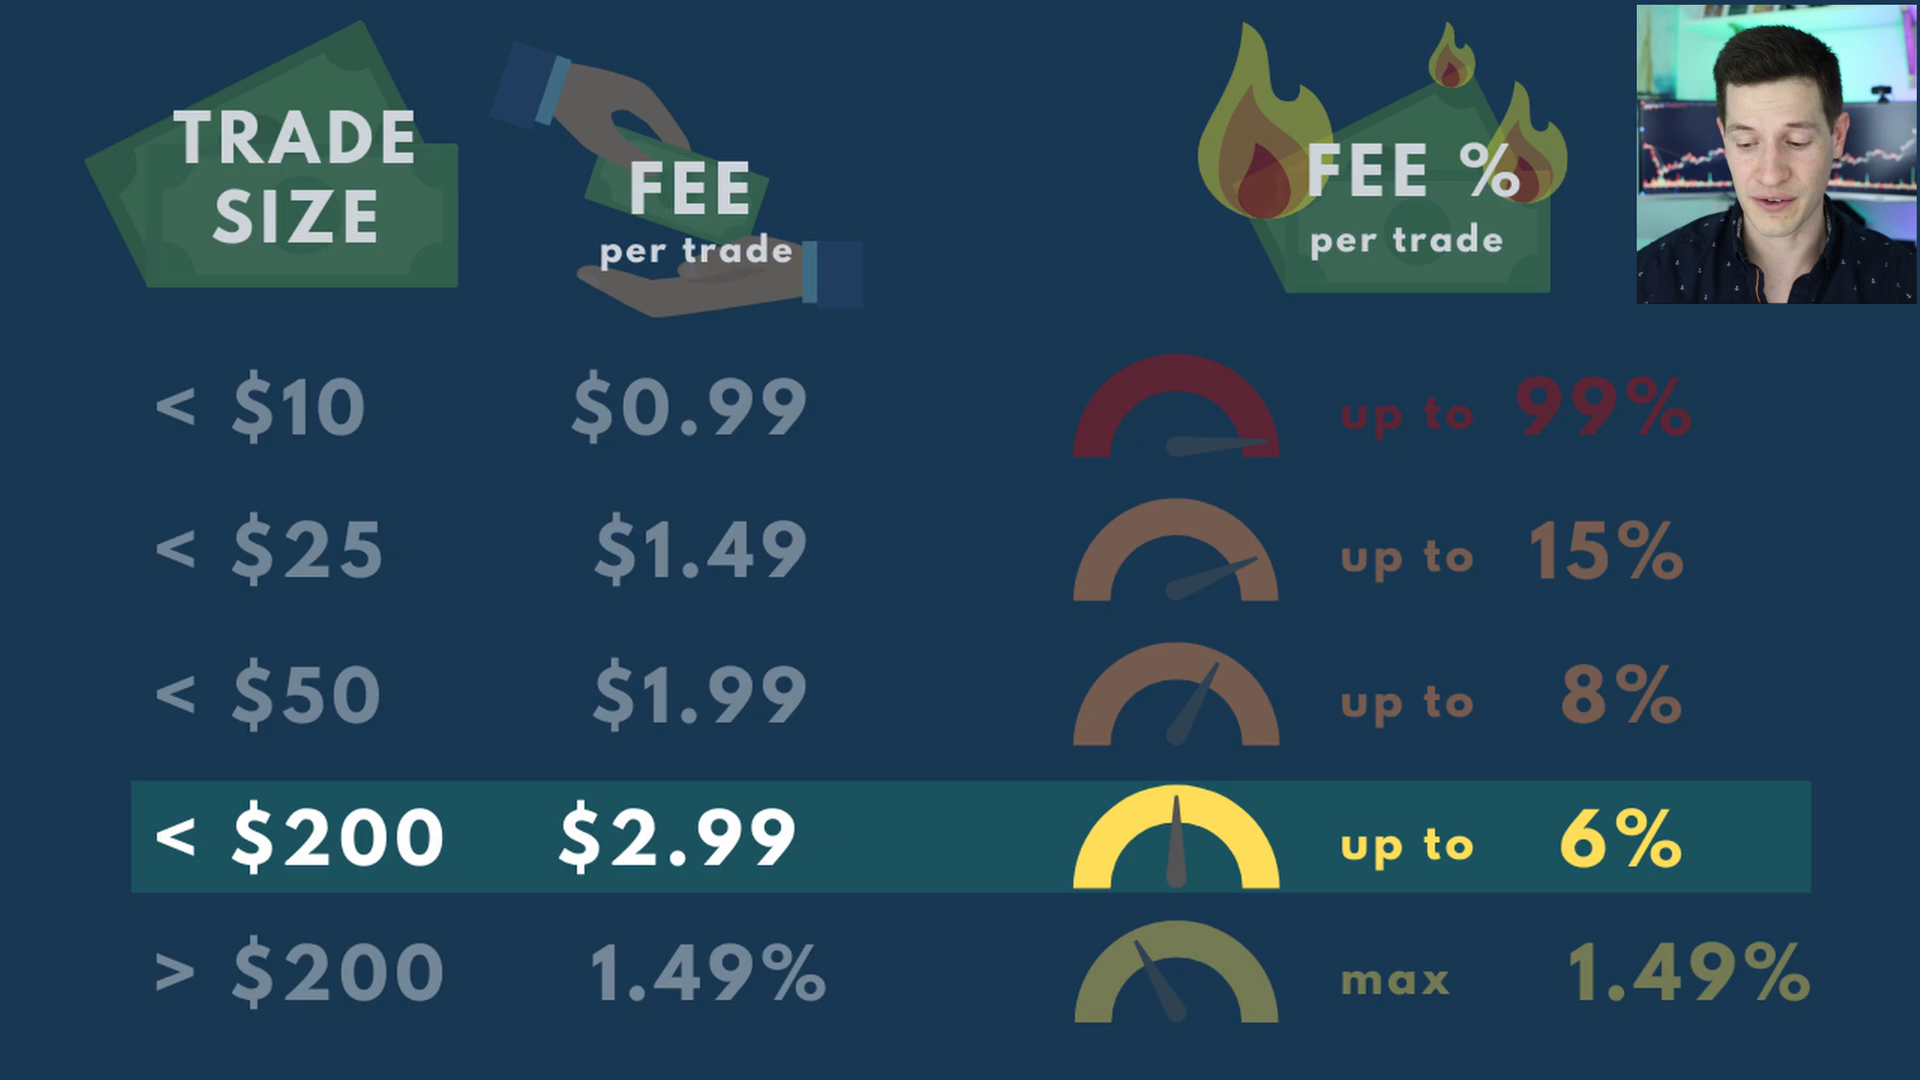 TRADE
SIZE
FEE
per trade
FEE %
per trade
< $10 $0.99 up to 99%
< $25 $1.49 up to 15%
< $50 $1.99 up to 8%
< $200 $2.99 up to 6%
> $200 1.49% max 1.49%